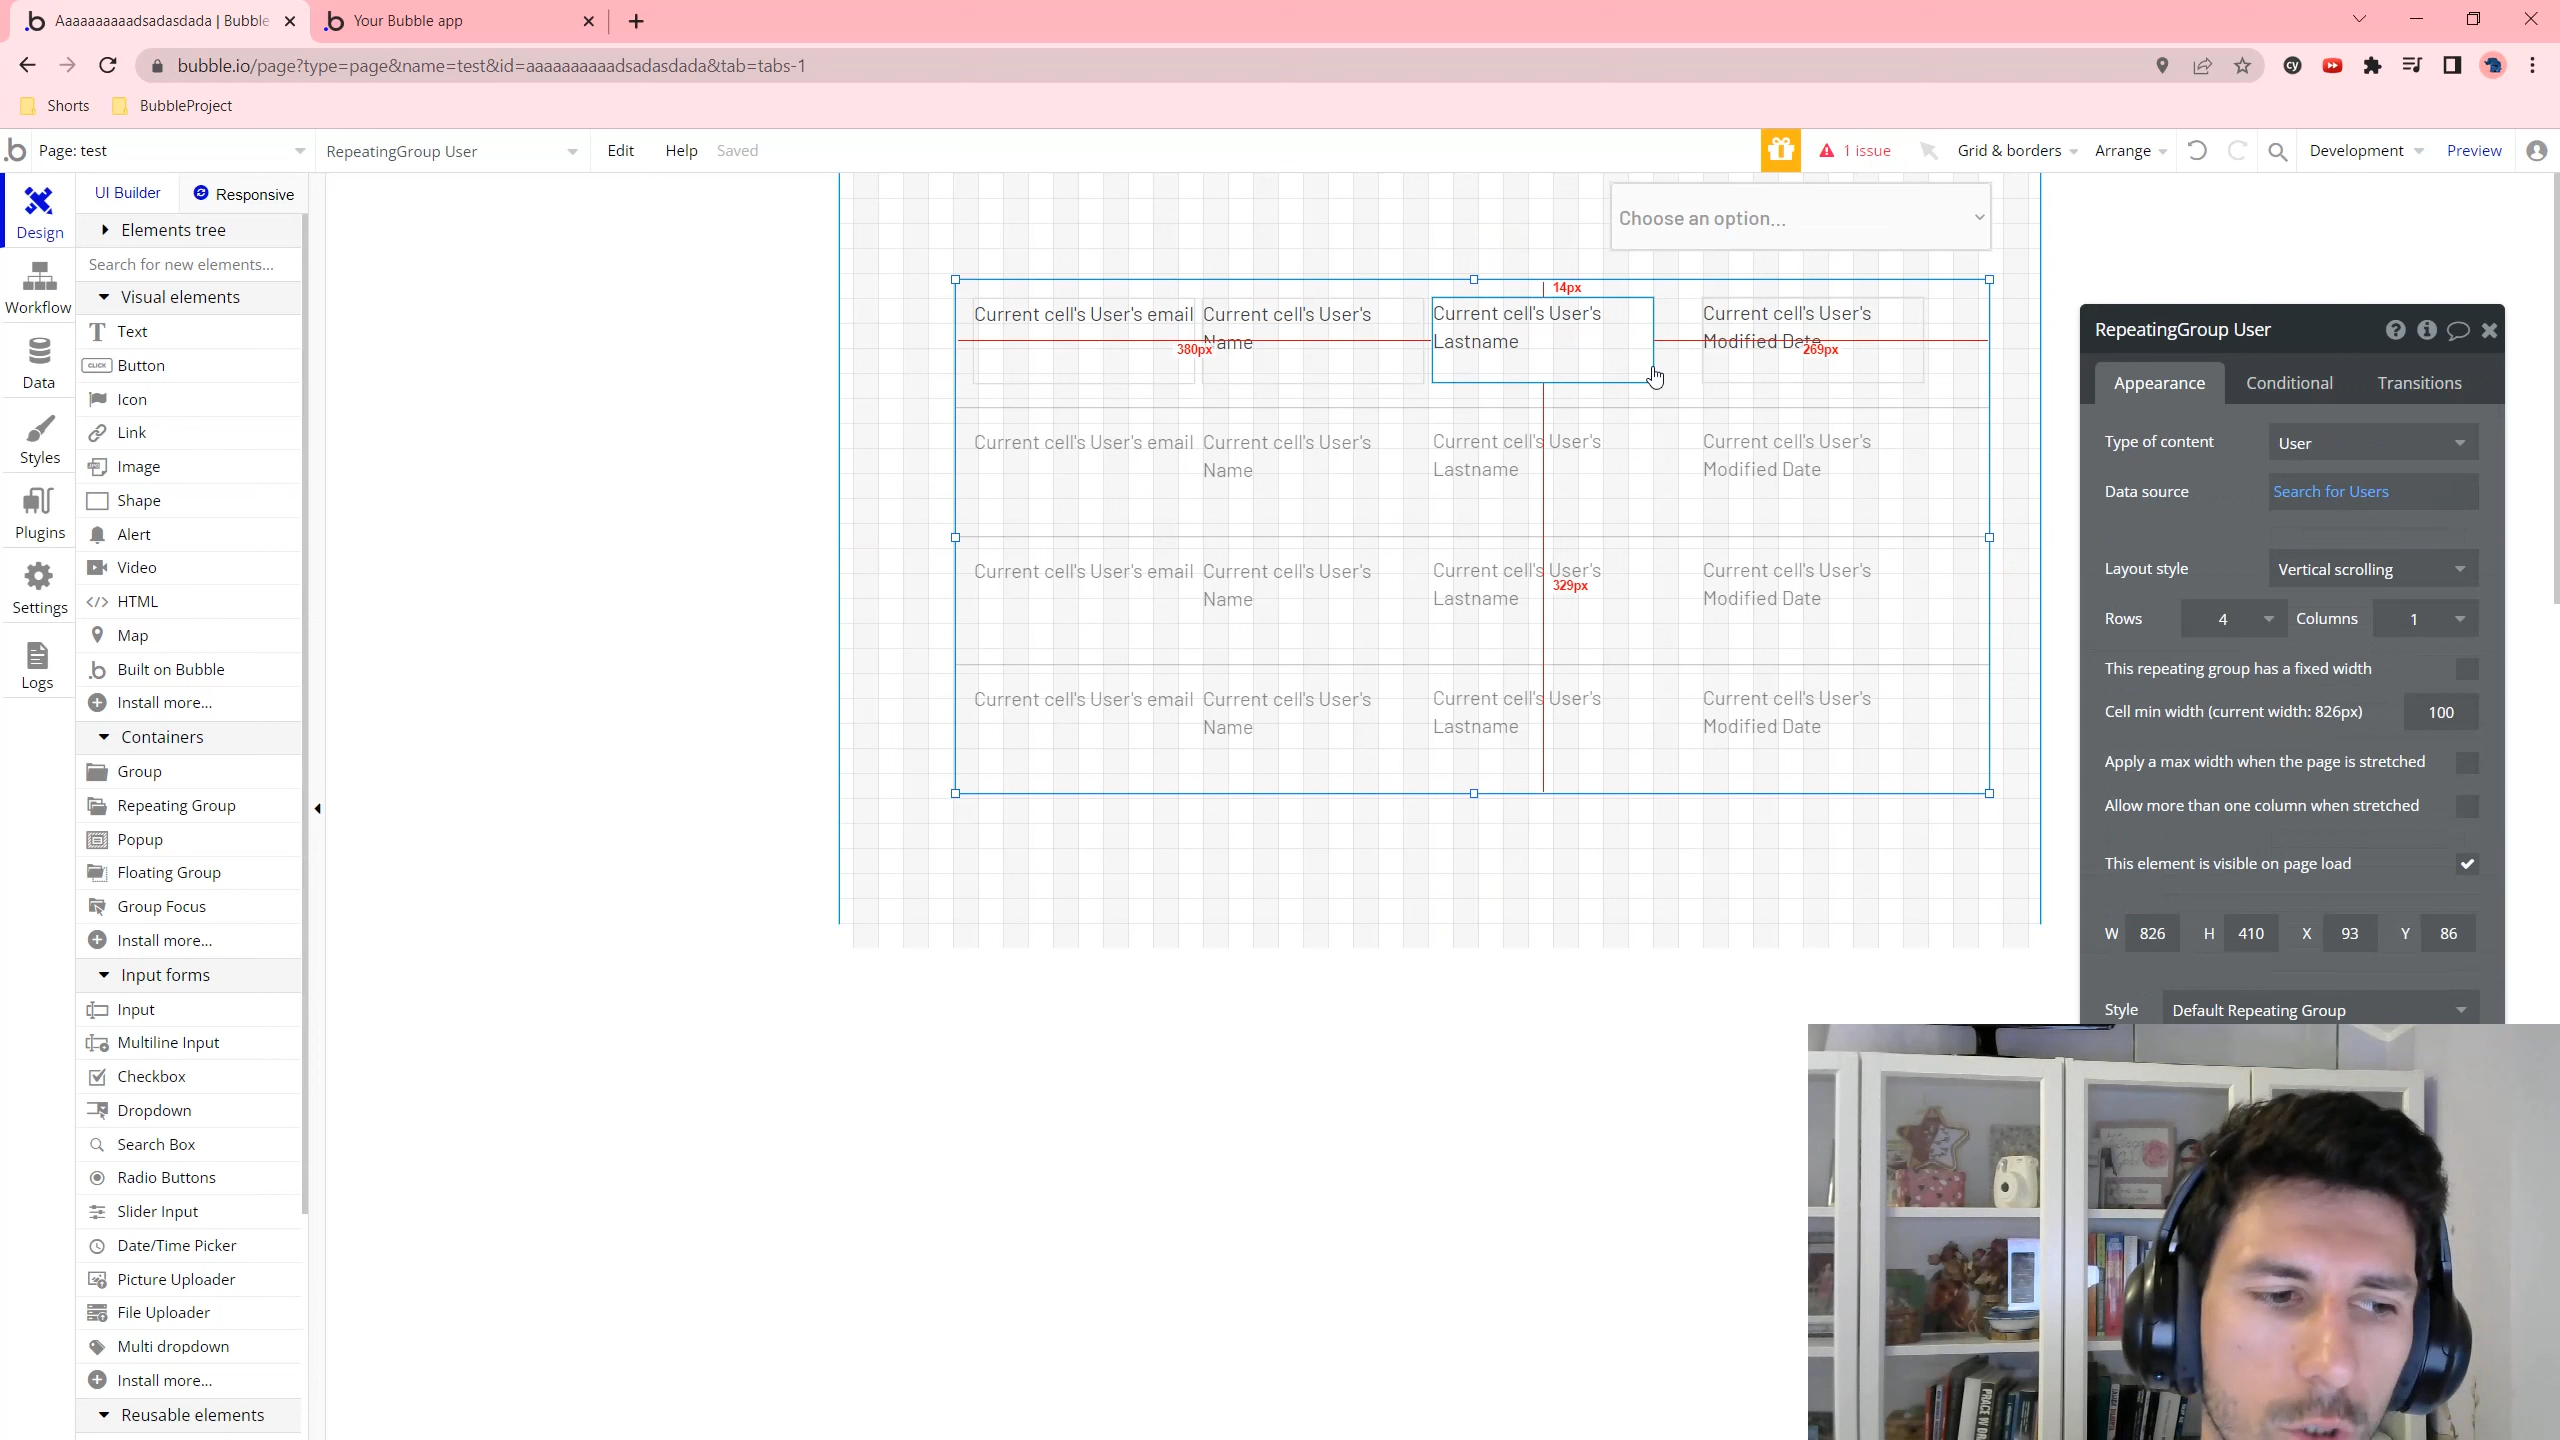 Aaaaaaaaaadsadasdada | Bubble
Your Bubble app
bubble.io/page?type=page&name=test&id=aaaaaaaaaadsadasdada&tab=tabs-1
Shorts
BubbleProject
Page: test
RepeatingGroup User
Edit
Help
Saved
1 issue
Grid & borders
Arrange
Development
Preview
Design
Workflow
Data
Styles
Plugins
Settings
Logs
UI Builder
Responsive
Elements tree
Search for new elements...
Visual elements
Text
CLICK
Button
Icon
Link
Image
Shape
Alert
Video
HTML
Map
Built on Bubble
Install more...
Containers
Group
Repeating Group
Popup
Floating Group
Group Focus
Install more...
Input forms
Input
Multiline Input
Checkbox
Dropdown
Search Box
Radio Buttons
Slider Input
Date/Time Picker
Picture Uploader
File Uploader
Multi dropdown
Install more...
Reusable elements
Choose an option...
14px
Current cell's User's email
Current cell's User's
Name
Current cell's User's
Lastname
Current cell's User's
Modified Date
380px
269px
Current cell's User's email
Current cell's User's
Name
Current cell's User's
Lastname
Current cell's User's
Modified Date
Current cell's User's email
Current cell's User's
Name
Current cell's User's
Lastname
Current cell's User's
Modified Date
329px
Current cell's User's email
Current cell's User's
Name
Current cell's User's
Lastname
Current cell's User's
Modified Date
RepeatingGroup User
Appearance
Conditional
Transitions
Type of content
User
Data source
Search for Users
Layout style
Vertical scrolling
Rows
4
Columns
1
This repeating group has a fixed width
Cell min width (current width: 826px)
100
Apply a max width when the page is stretched
Allow more than one column when stretched
This element is visible on page load
W
826
H
410
X
93
Y
86
Style
Default Repeating Group